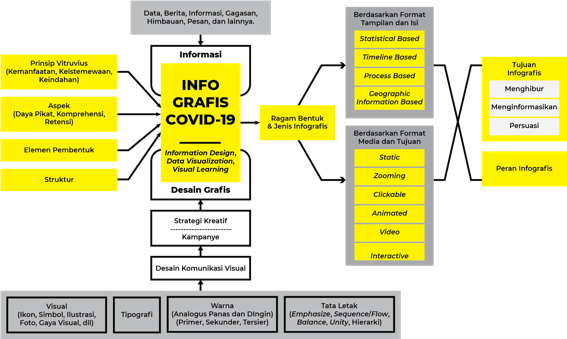 Data, Berita, Informasi, Gagasan,
Himbauan, Pesan, dan lainnya.
Informasi
Prinsip Vitruvius
(Kemanfaatan, Keistemewaan,
Keindahan)
Aspek
(Daya Pikat, Komprehensi,
Retensi)
Elemen Pembentuk
Struktur
INFO
GRAFIS
COVID-19
Information Design,
Data Visualization,
Visual Learning
Desain Grafis
Strategi Kreatif
------------------------
Kampanye
Desain Komunikasi Visual
Visual
(Ikon, Simbol, Ilustrasi,
Foto, Gaya Visual, dll)
Tipografi
Warna
(Analogus Panas dan DIngin)
(Primer, Sekunder, Tersier)
Tata Letak
(Emphasize, Sequence/Flow,
Balance, Unity, Hierarki)
Ragam Bentuk
& Jenis Infografis
Berdasarkan Format
Tampilan dan Isi
Statistical Based
Timeline Based
Process Based
Geographic
Information Based
Berdasarkan Format
Media dan Tujuan
Static
Zooming
Clickable
Animated
Video
Interactive
Tujuan
Infografis
Menghibur
Menginformasikan
Persuasi
Peran Infografis